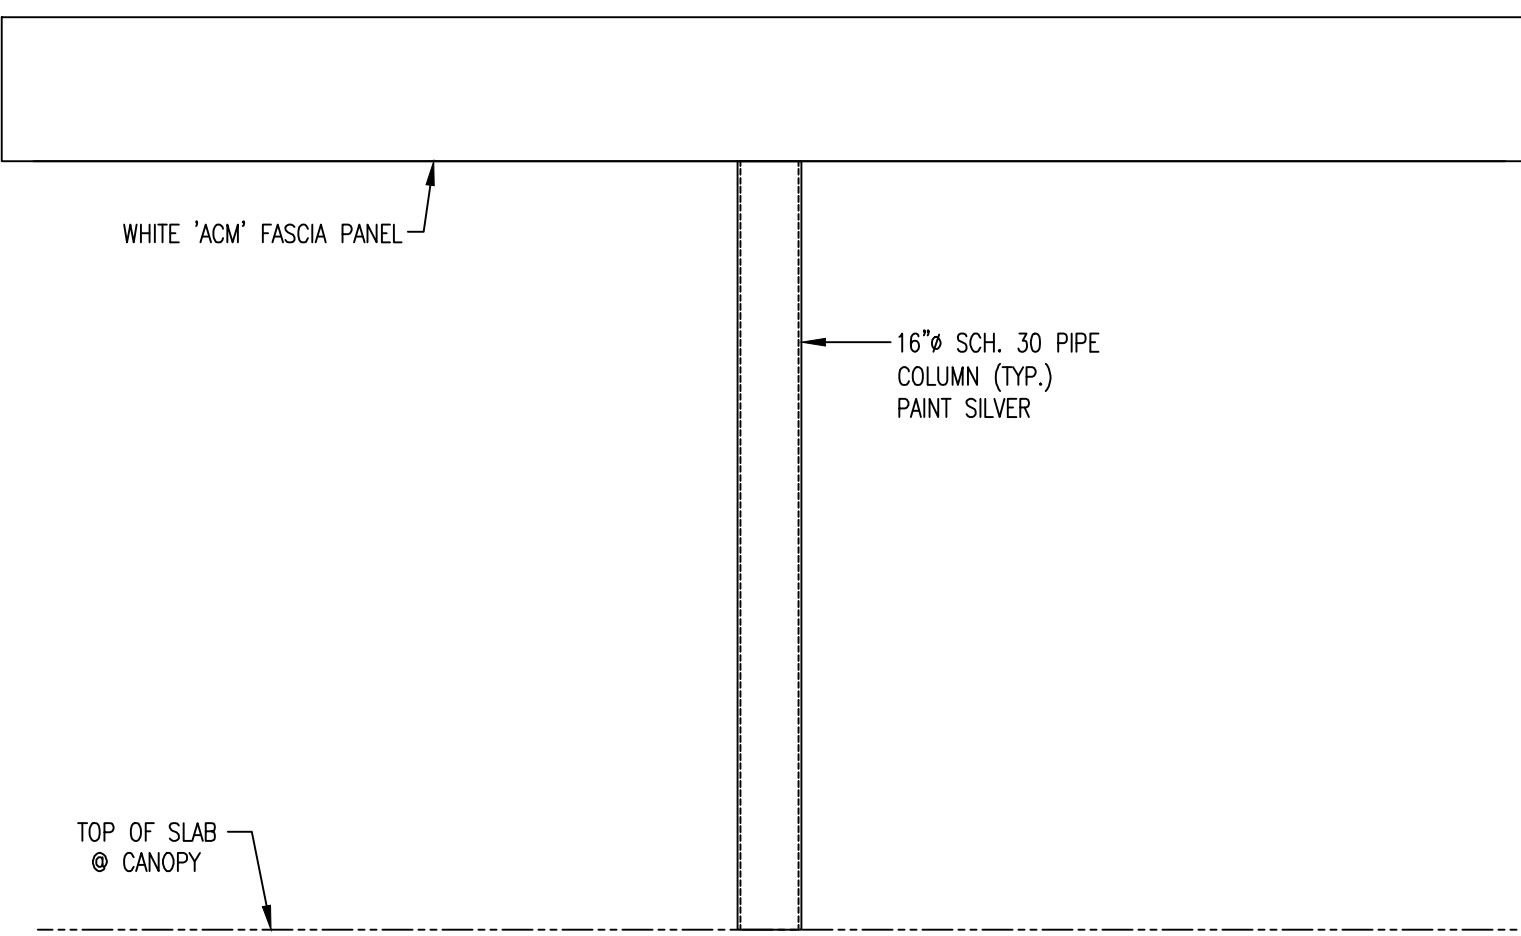 WHITE 'ACM' FASCIA PANEL
16"ø SCH. 30 PIPE
COLUMN (TYP.)
PAINT SILVER
TOP OF SLAB
@ CANOPY